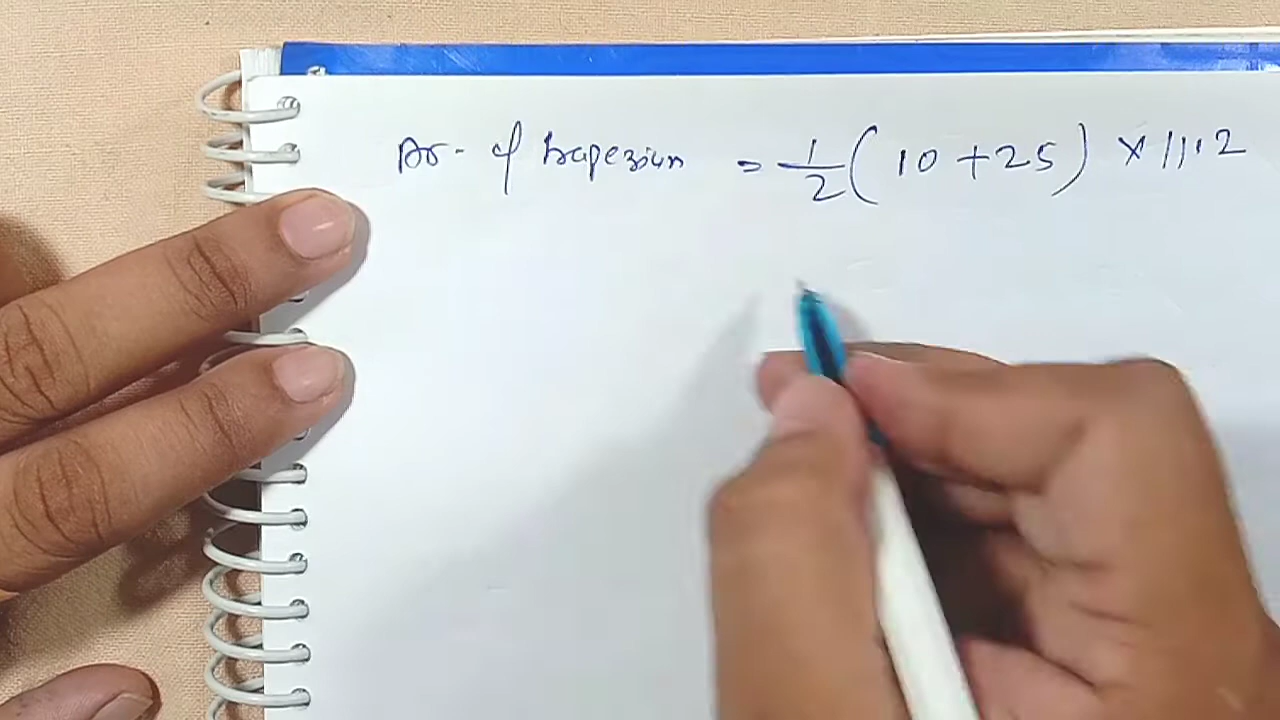 Ar. of trapezium = 1/2 ( 10 + 25 ) × 11.2